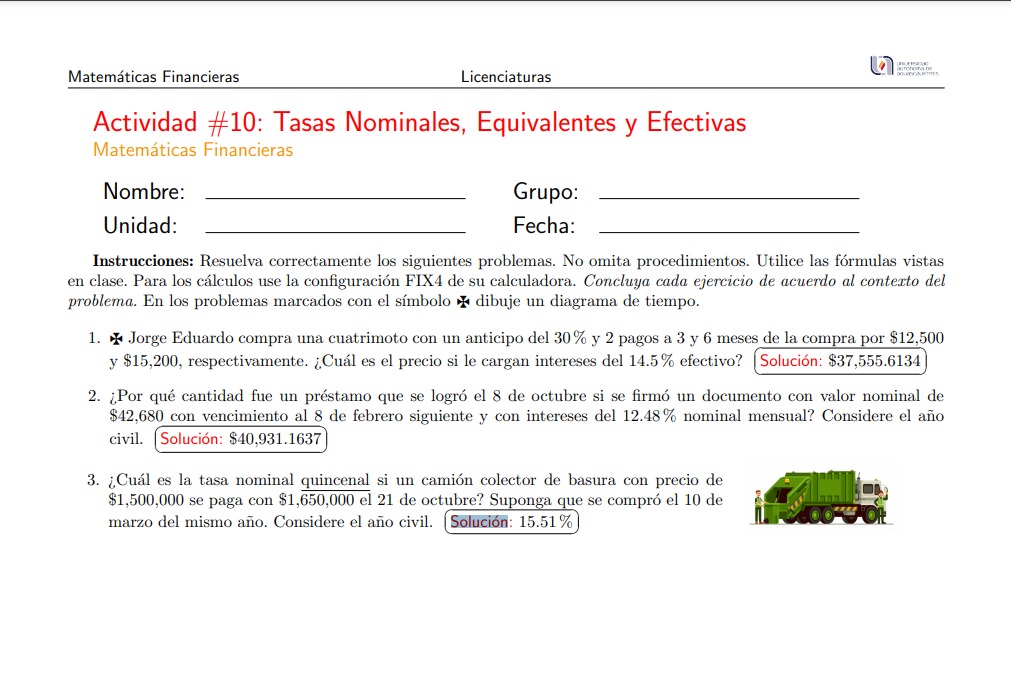 Matemáticas Financieras Licenciaturas UNIVERSIDAD
AUTÓNOMA DE
AGUASCALIENTES
Actividad #10: Tasas Nominales, Equivalentes y Efectivas
Matemáticas Financieras
Nombre: Grupo:
Unidad: Fecha:
Instrucciones: Resuelva correctamente los siguientes problemas. No omita procedimientos. Utilice las fórmulas vistas
en clase. Para los cálculos use la configuración FIX4 de su calculadora. Concluya cada ejercicio de acuerdo al contexto del
problema. En los problemas marcados con el símbolo ✠ dibuje un diagrama de tiempo.
1. ✠ Jorge Eduardo compra una cuatrimoto con un anticipo del 30% y 2 pagos a 3 y 6 meses de la compra por $12,500
y $15,200, respectivamente. ¿Cuál es el precio si le cargan intereses del 14.5% efectivo? Solución: $37,555.6134
2. ¿Por qué cantidad fue un préstamo que se logró el 8 de octubre si se firmó un documento con valor nominal de
$42,680 con vencimiento al 8 de febrero siguiente y con intereses del 12.48% nominal mensual? Considere el año
civil. Solución: $40,931.1637
3. ¿Cuál es la tasa nominal quincenal si un camión colector de basura con precio de
$1,500,000 se paga con $1,650,000 el 21 de octubre? Suponga que se compró el 10 de
marzo del mismo año. Considere el año civil. Solución: 15.51%